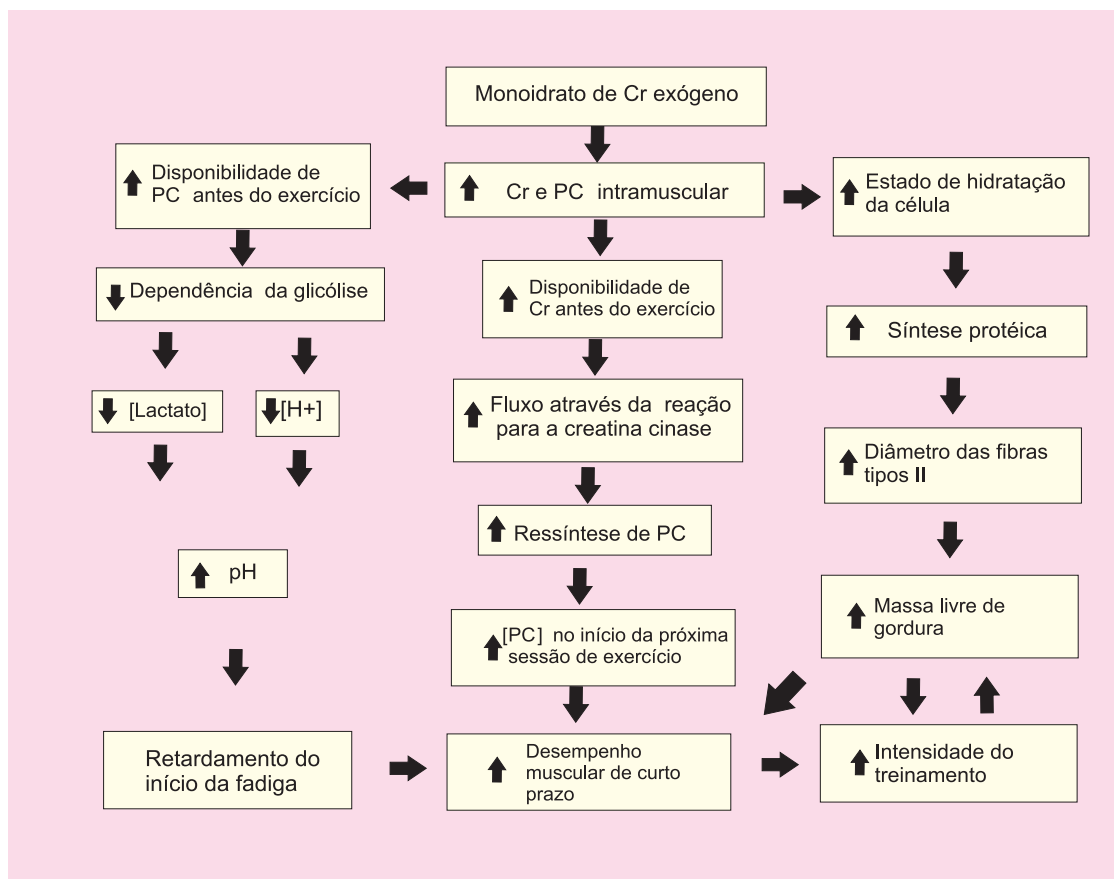 Monoidrato de Cr exógeno
Disponibilidade de
PC antes do exercício
Cr e PC intramuscular
Estado de hidratação
da célula
Dependência da glicólise
Disponibilidade de
Cr antes do exercício
Síntese protéica
[Lactato]
[H+]
Fluxo através da reação
para a creatina cinase
Diâmetro das fibras
tipos II
Ressíntese de PC
pH
[PC] no início da próxima
sessão de exercício
Massa livre de
gordura
Retardamento do
início da fadiga
Desempenho
muscular de curto
prazo
Intensidade do
treinamento